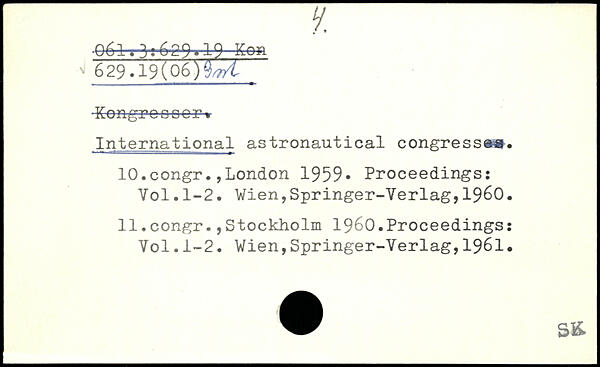 4.
061.3:629.19 Kon
629.19(06)Int
Kongresser.
International astronautical congresses.
10.congr.,London 1959. Proceedings:
Vol.1-2. Wien,Springer-Verlag,1960.
11.congr.,Stockholm 1960.Proceedings:
Vol.1-2. Wien,Springer-Verlag,1961.
SK